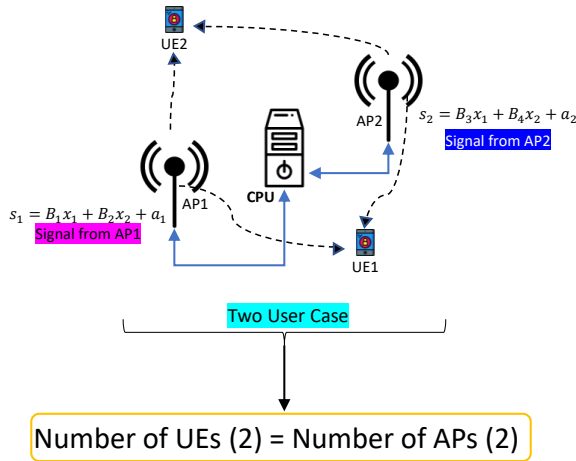 UE2
AP2
s₂ = B₃x₁ + B₄x₂ + a₂
Signal from AP2
CPU
AP1
s₁ = B₁x₁ + B₂x₂ + a₁
Signal from AP1
UE1
Two User Case
Number of UEs (2) = Number of APs (2)